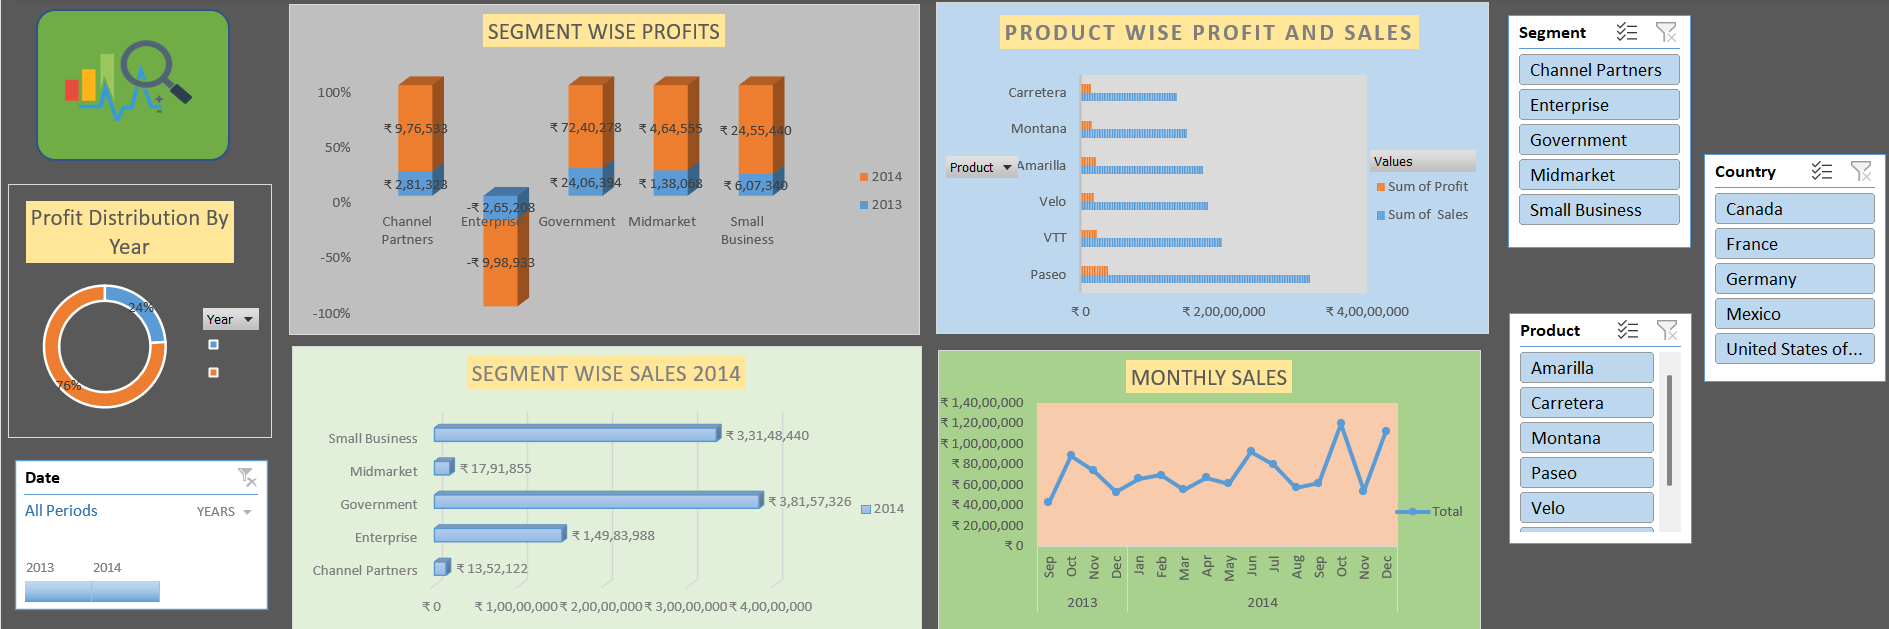 Profit Distribution By
Year
24%
76%
Year
Date
All Periods
YEARS
2013
2014
SEGMENT WISE PROFITS
100%
50%
0%
-50%
-100%
₹ 9,76,533
₹ 2,81,323
-₹ 2,65,208
-₹ 9,98,933
₹ 72,40,278
₹ 24,06,394
₹ 4,64,555
₹ 1,38,068
₹ 24,55,440
₹ 6,07,340
Channel
Partners
Enterprise
Government
Midmarket
Small
Business
2014
2013
SEGMENT WISE SALES 2014
Small Business
₹ 3,31,48,440
Midmarket
₹ 17,91,855
Government
₹ 3,81,57,326
Enterprise
₹ 1,49,83,988
Channel Partners
₹ 13,52,122
₹ 0
₹ 1,00,00,000
₹ 2,00,00,000
₹ 3,00,00,000
₹ 4,00,00,000
2014
PRODUCT WISE PROFIT AND SALES
Product
Carretera
Montana
Amarilla
Velo
VTT
Paseo
₹ 0
₹ 2,00,00,000
₹ 4,00,00,000
Values
Sum of Profit
Sum of Sales
MONTHLY SALES
₹ 1,40,00,000
₹ 1,20,00,000
₹ 1,00,00,000
₹ 80,00,000
₹ 60,00,000
₹ 40,00,000
₹ 20,00,000
₹ 0
Sep
Oct
Nov
Dec
Jan
Feb
Mar
Apr
May
Jun
Jul
Aug
Sep
Oct
Nov
Dec
2013
2014
Total
Segment
Channel Partners
Enterprise
Government
Midmarket
Small Business
Product
Amarilla
Carretera
Montana
Paseo
Velo
Country
Canada
France
Germany
Mexico
United States of...